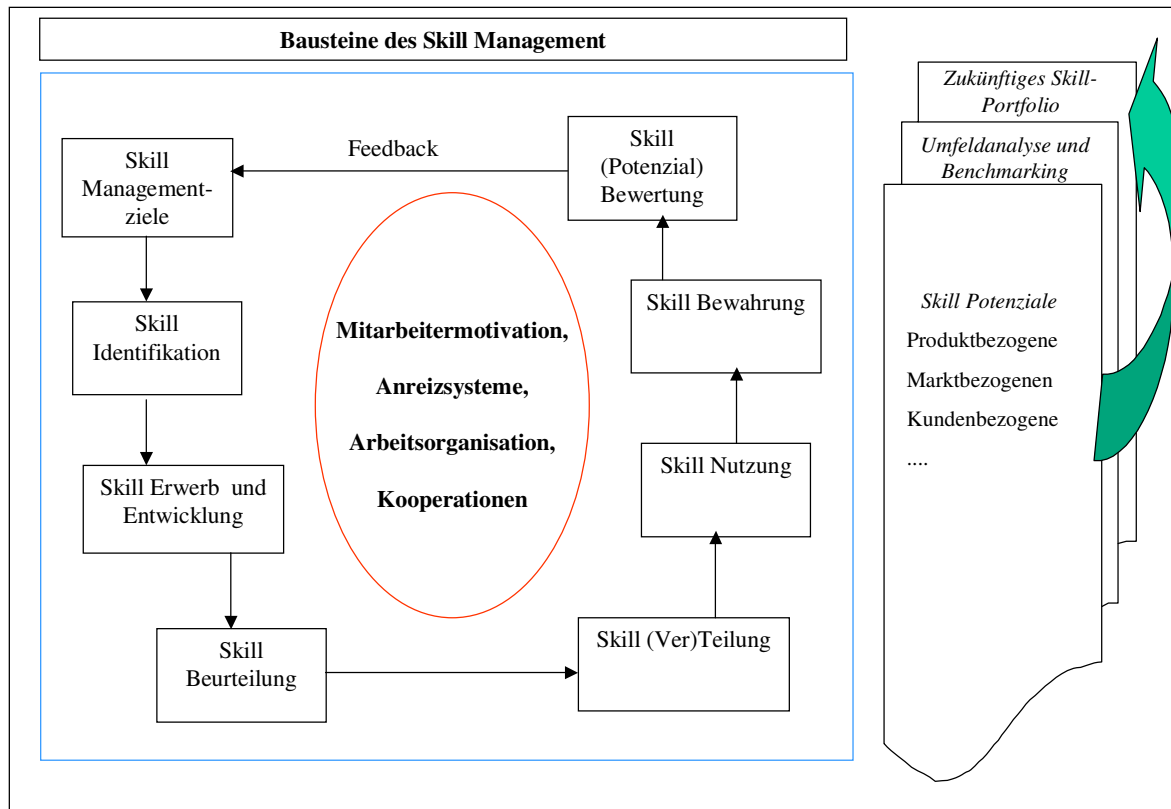 Bausteine des Skill Management
Skill
Management-
ziele
Feedback
Skill
(Potenzial)
Bewertung
Skill
Identifikation
Skill Bewahrung
Mitarbeitermotivation,
Anreizsysteme,
Arbeitsorganisation,
Kooperationen
Skill Erwerb und
Entwicklung
Skill Nutzung
Skill
Beurteilung
Skill (Ver)Teilung
Zukünftiges Skill-
Portfolio
Umfeldanalyse und
Benchmarking
Skill Potenziale
Produktbezogene
Marktbezogenen
Kundenbezogene
....